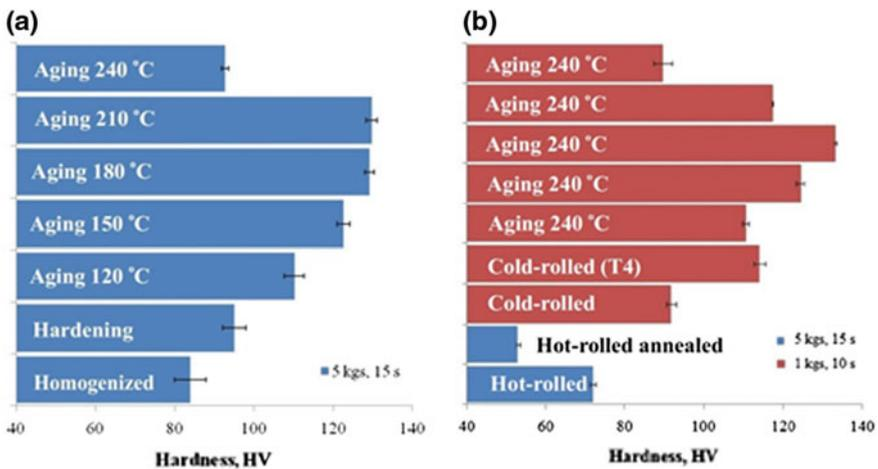 (a)
Aging 240 °C
Aging 210 °C
Aging 180 °C
Aging 150 °C
Aging 120 °C
Hardening
Homogenized
5 kgs, 15 s
40 60 80 100 120 140
Hardness, HV
(b)
Aging 240 °C
Aging 240 °C
Aging 240 °C
Aging 240 °C
Aging 240 °C
Cold-rolled (T4)
Cold-rolled
Hot-rolled annealed
Hot-rolled
5 kgs, 15 s
1 kgs, 10 s
40 60 80 100 120 140
Hardness, HV